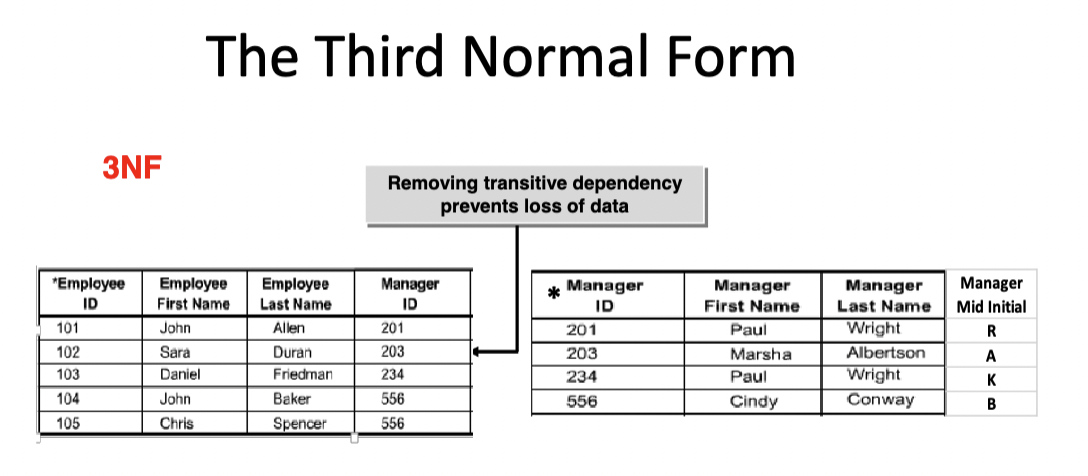 The Third Normal Form
3NF
Removing transitive dependency
prevents loss of data
*Employee ID Employee First Name Employee Last Name Manager ID
101 John Allen 201
102 Sara Duran 203
103 Daniel Friedman 234
104 John Baker 556
105 Chris Spencer 556
* Manager ID Manager First Name Manager Last Name Manager Mid Initial
201 Paul Wright R
203 Marsha Albertson A
234 Paul Wright K
556 Cindy Conway B